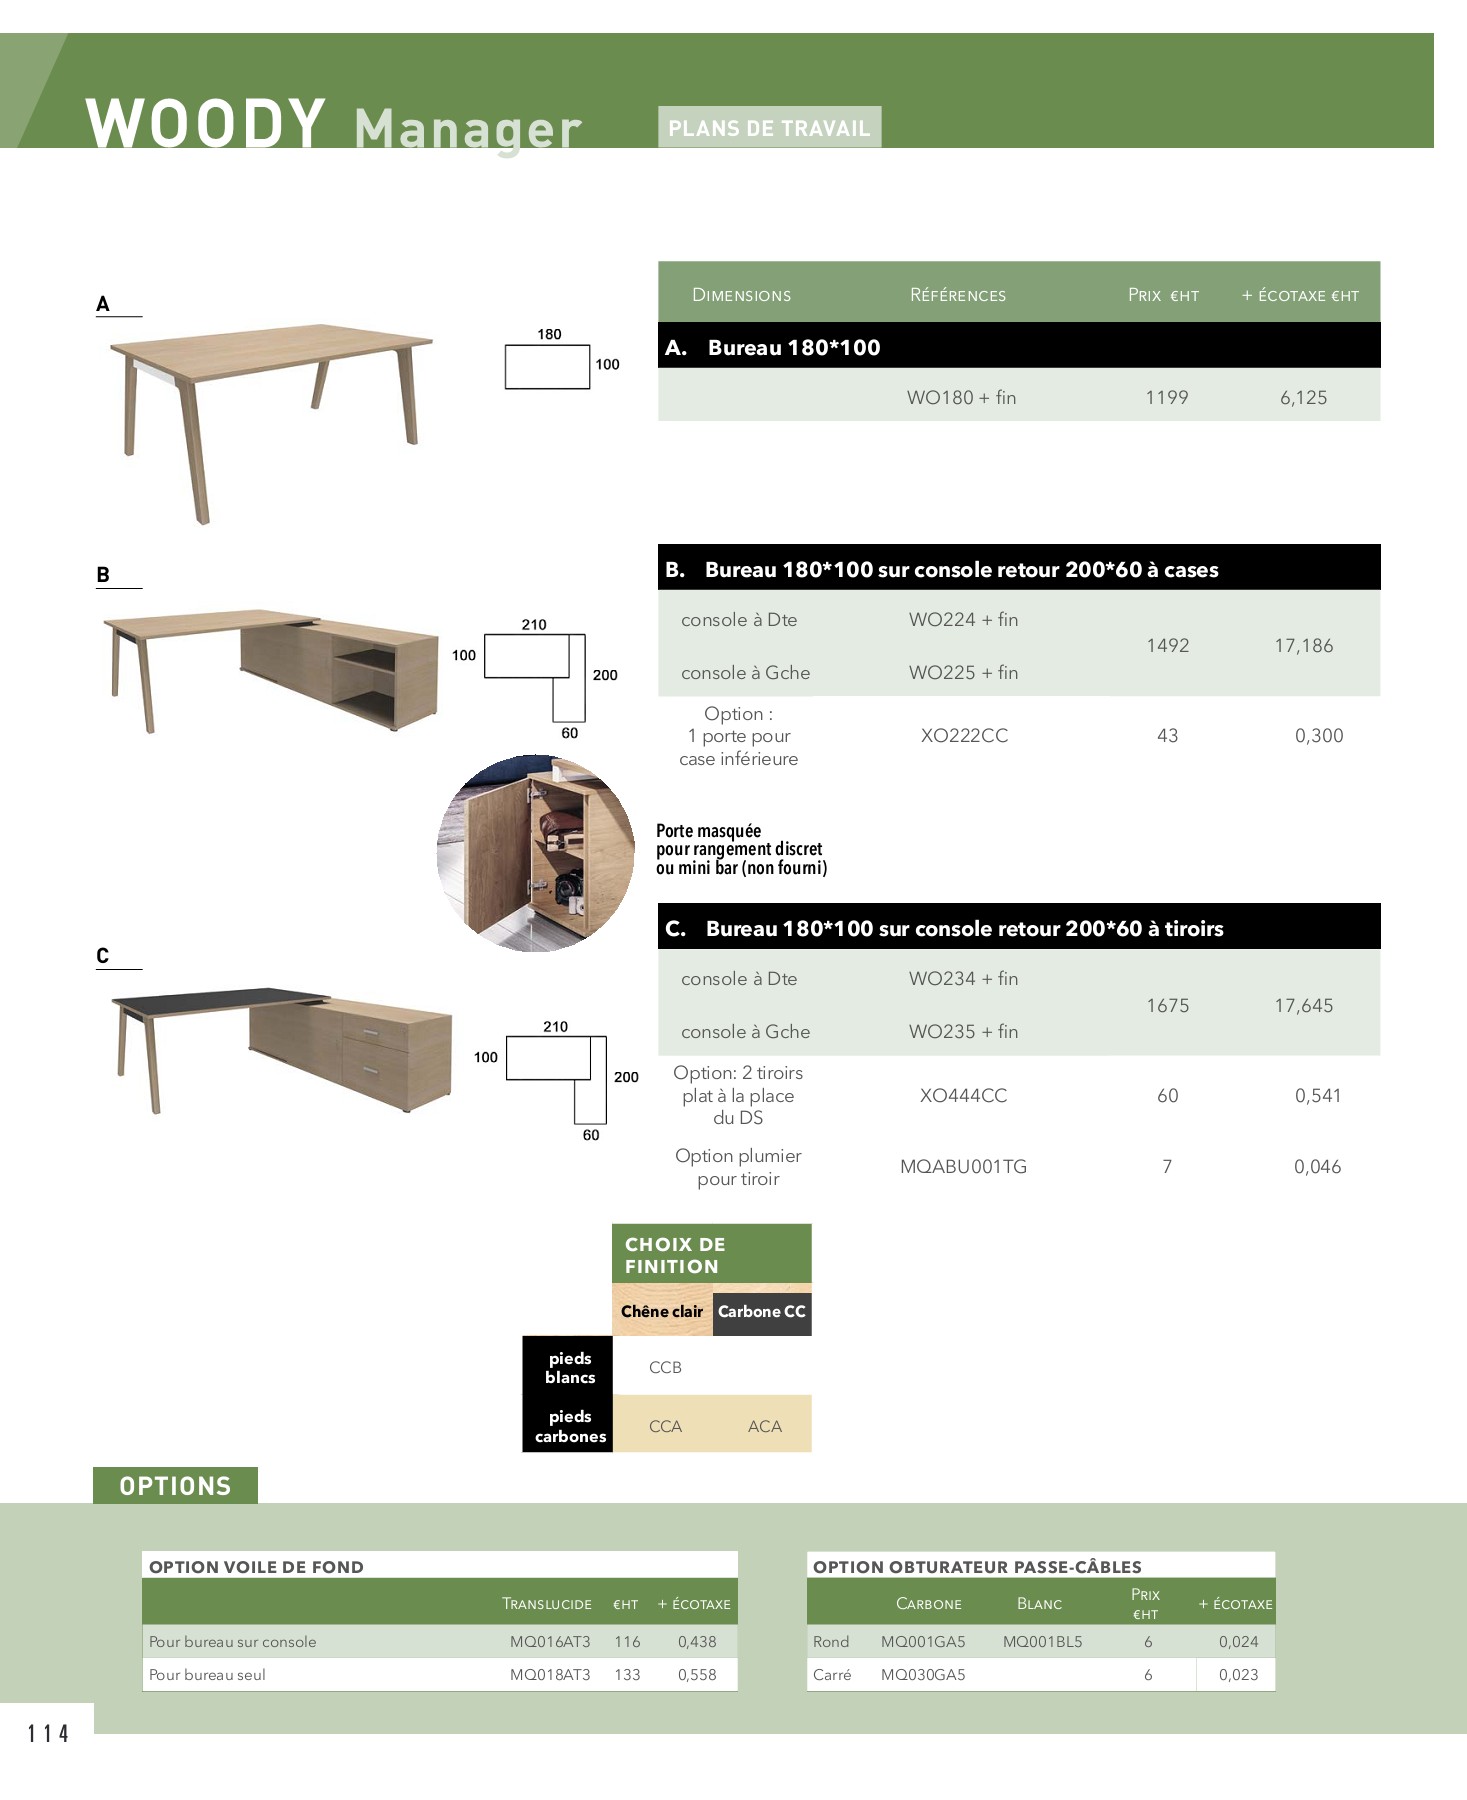 WOODY Manager PLANS DE TRAVAIL
A
180
100
DIMENSIONS RÉFÉRENCES PRIX €HT + ÉCOTAXE €HT
A. Bureau 180*100
WO180 + fin 1199 6,125
B
210
100
200
60
B. Bureau 180*100 sur console retour 200*60 à cases
console à Dte WO224 + fin
1492 17,186
console à Gche WO225 + fin
Option :
1 porte pour XO222CC 43 0,300
case inférieure
Porte masquée
pour rangement discret
ou mini bar (non fourni)
C
210
100
200
60
C. Bureau 180*100 sur console retour 200*60 à tiroirs
console à Dte WO234 + fin
1675 17,645
console à Gche WO235 + fin
Option: 2 tiroirs
plat à la place XO444CC 60 0,541
du DS
Option plumier
pour tiroir MQABU001TG 7 0,046
CHOIX DE
FINITION
Chêne clair Carbone CC
pieds
blancs CCB
pieds
carbones CCA ACA
OPTIONS
OPTION VOILE DE FOND
TRANSLUCIDE €HT + ÉCOTAXE
Pour bureau sur console MQ016AT3 116 0,438
Pour bureau seul MQ018AT3 133 0,558
OPTION OBTURATEUR PASSE-CÂBLES
CARBONE BLANC PRIX €HT + ÉCOTAXE
Rond MQ001GA5 MQ001BL5 6 0,024
Carré MQ030GA5 6 0,023
114